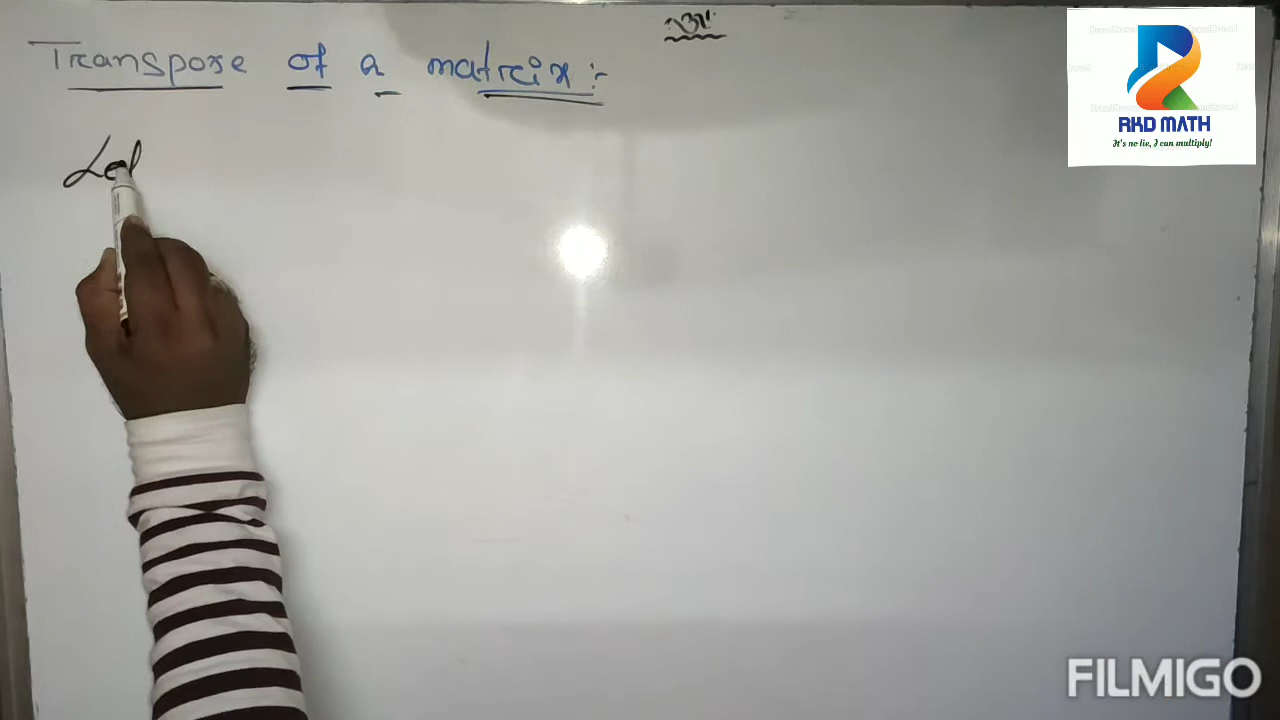 Transpose of a matrix :-
Let
RKD MATH
It's no lie, I can multiply!
FILMIGO